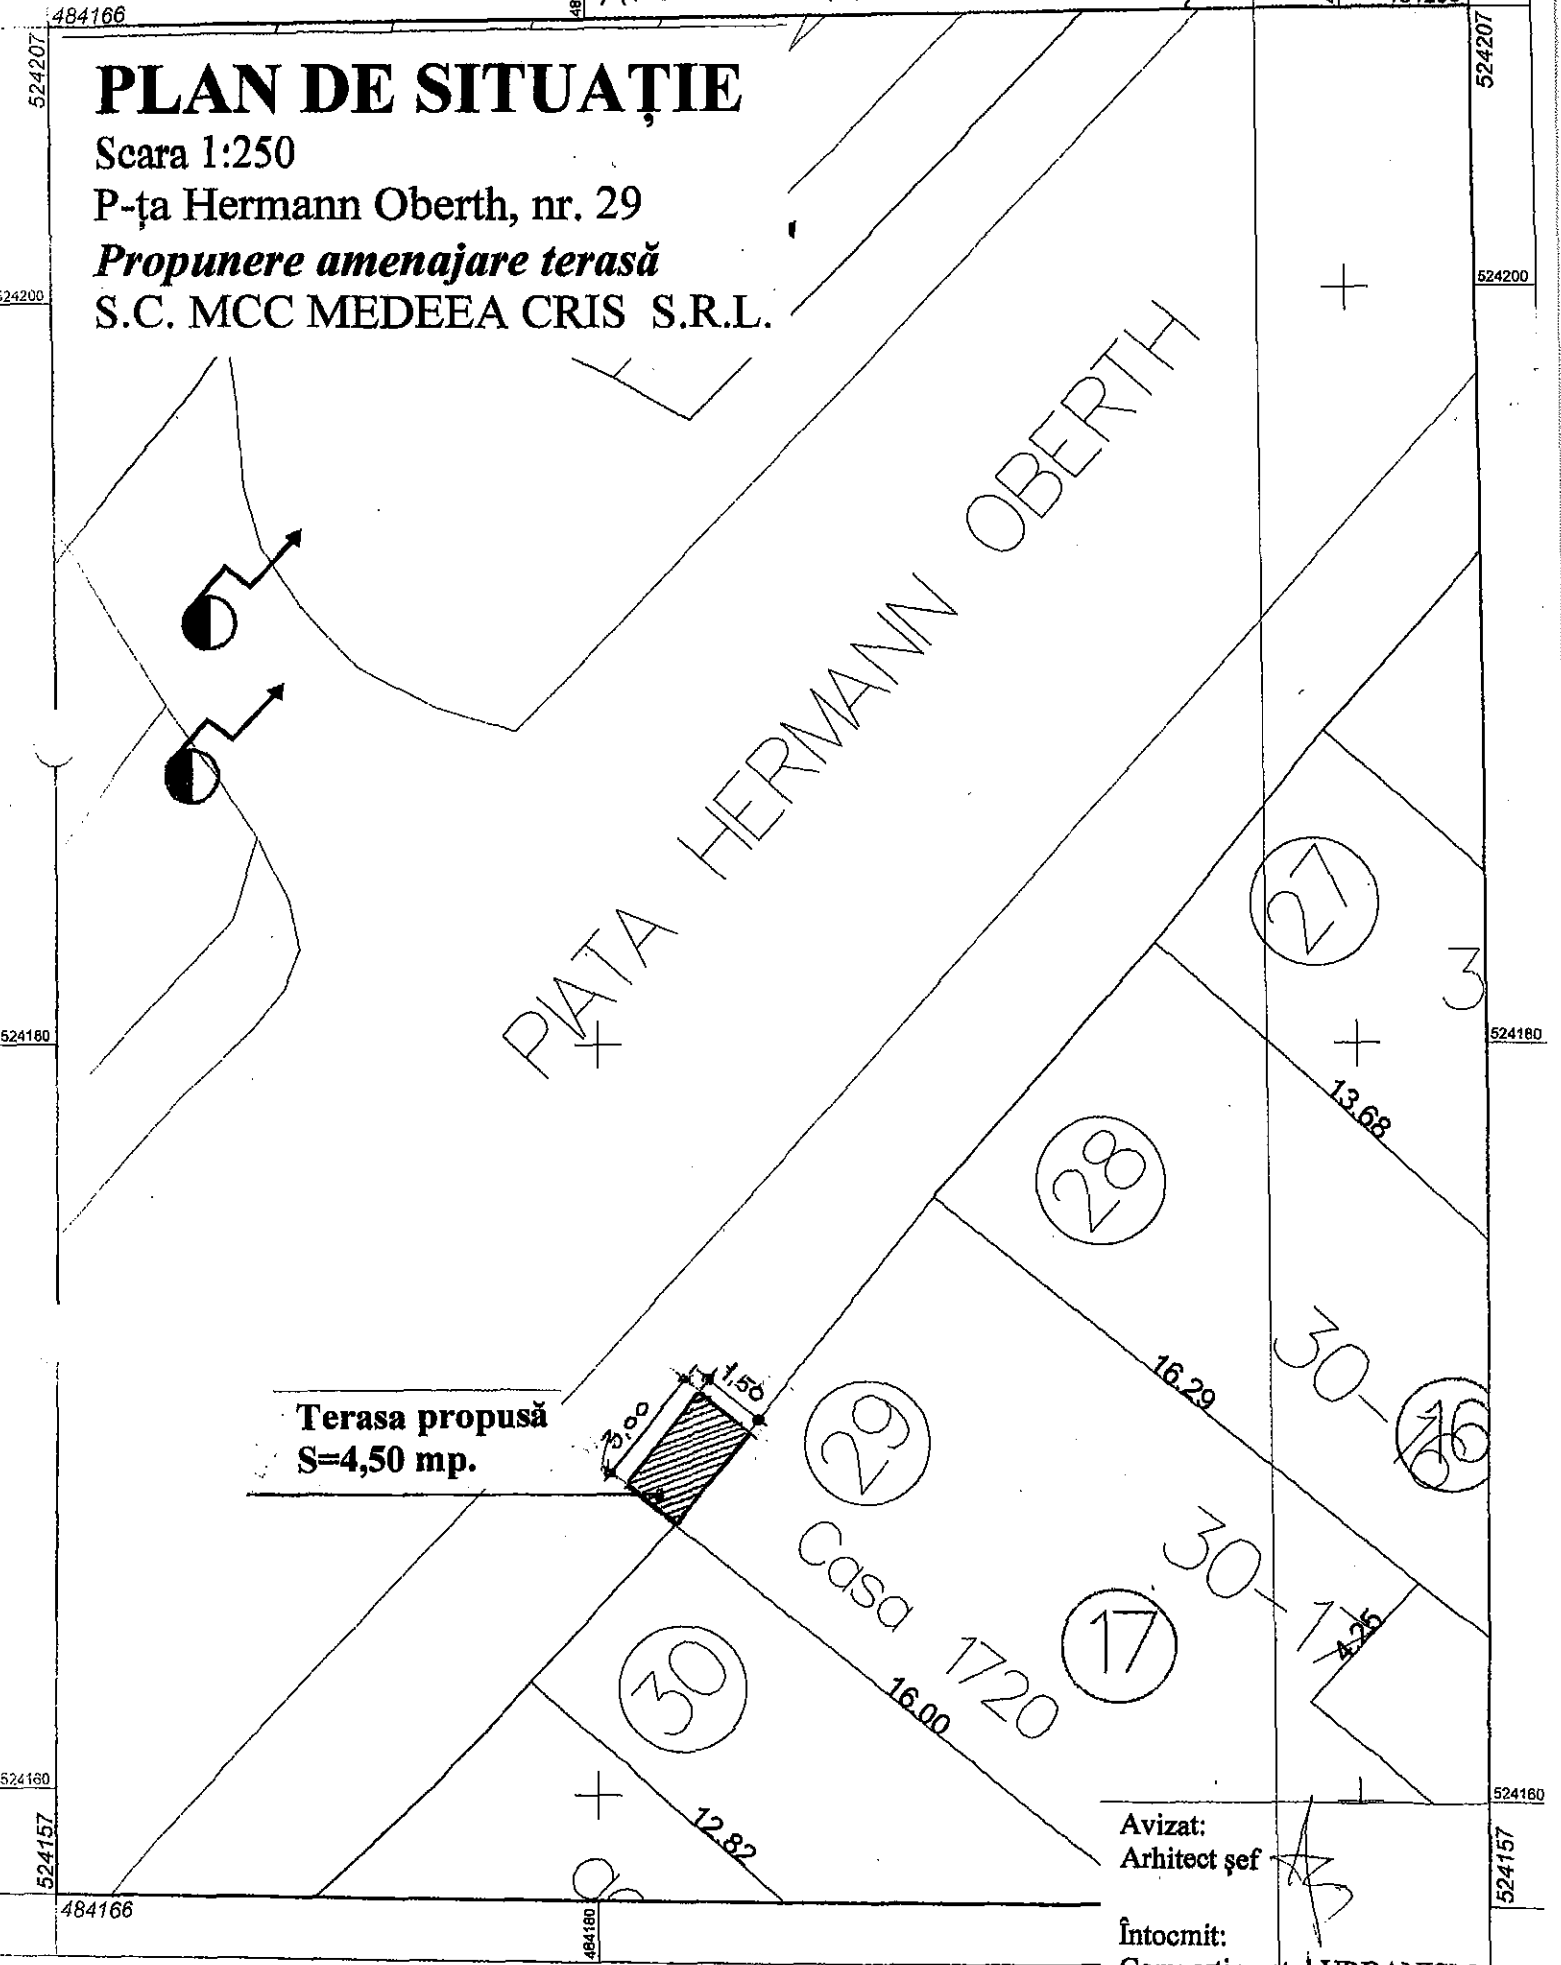 484166
524207
524207
PLAN DE SITUAȚIE
Scara 1:250
P-ța Hermann Oberth, nr. 29
Propunere amenajare terasă
S.C. MCC MEDEEA CRIS S.R.L.
524200
524200
PIATA HERMANN OBERTH
27
3
524180
524180
13.68
28
30-16
16
16.29
1,50
3,00
Terasa propusă
S=4,50 mp.
29
Casa 1720
30-17
17
4.25
30
16.00
12.82
524160
524160
524157
524157
Avizat:
Arhitect șef
484166
484180
Întocmit: